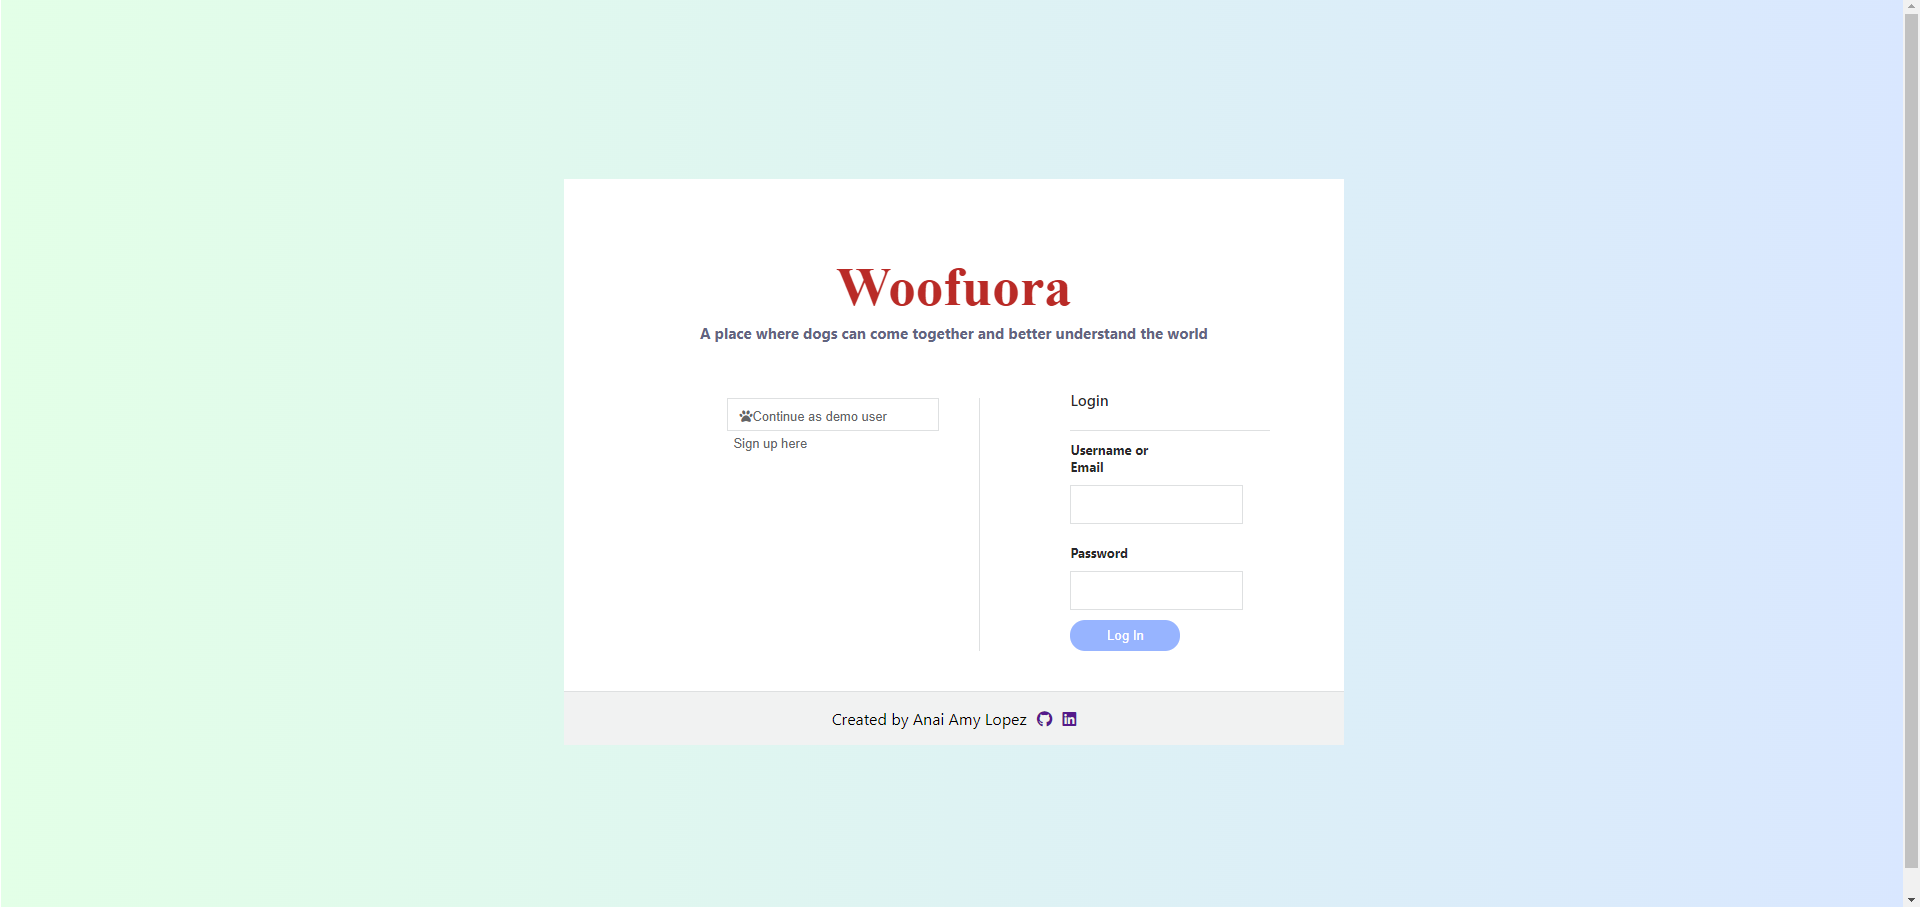 Woofuora
A place where dogs can come together and better understand the world
Continue as demo user
Sign up here
Login
Username or
Email
Password
Log In
Created by Anai Amy Lopez